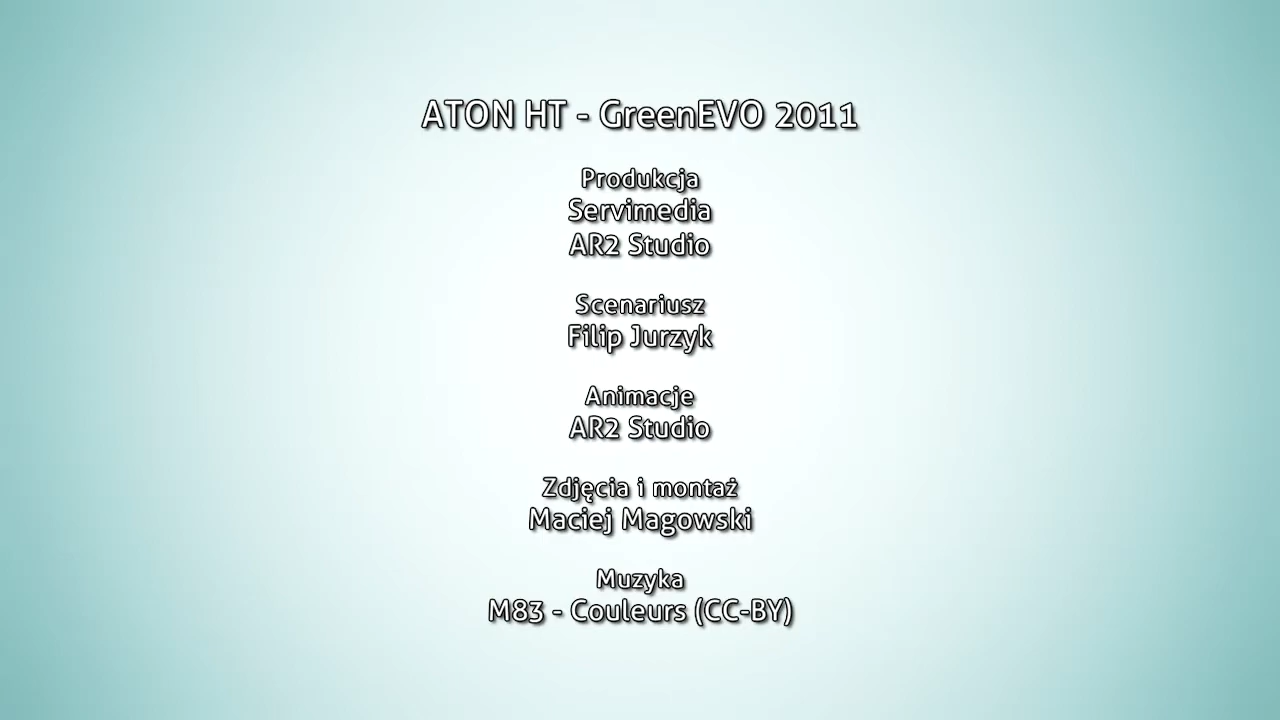 ATON HT - GreenEVO 2011
Produkcja
Servimedia
AR2 Studio
Scenariusz
Filip Jurzyk
Animacje
AR2 Studio
Zdjęcia i montaż
Maciej Magowski
Muzyka
M83 - Couleurs (CC-BY)